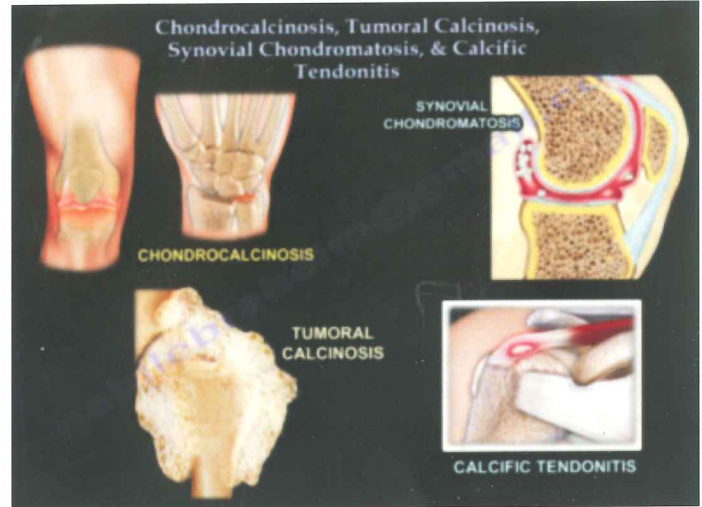 Chondrocalcinosis, Tumoral Calcinosis,
Synovial Chondromatosis, & Calcific
Tendonitis
SYNOVIAL
CHONDROMATOSIS
CHONDROCALCINOSIS
TUMORAL
CALCINOSIS
CALCIFIC TENDONITIS